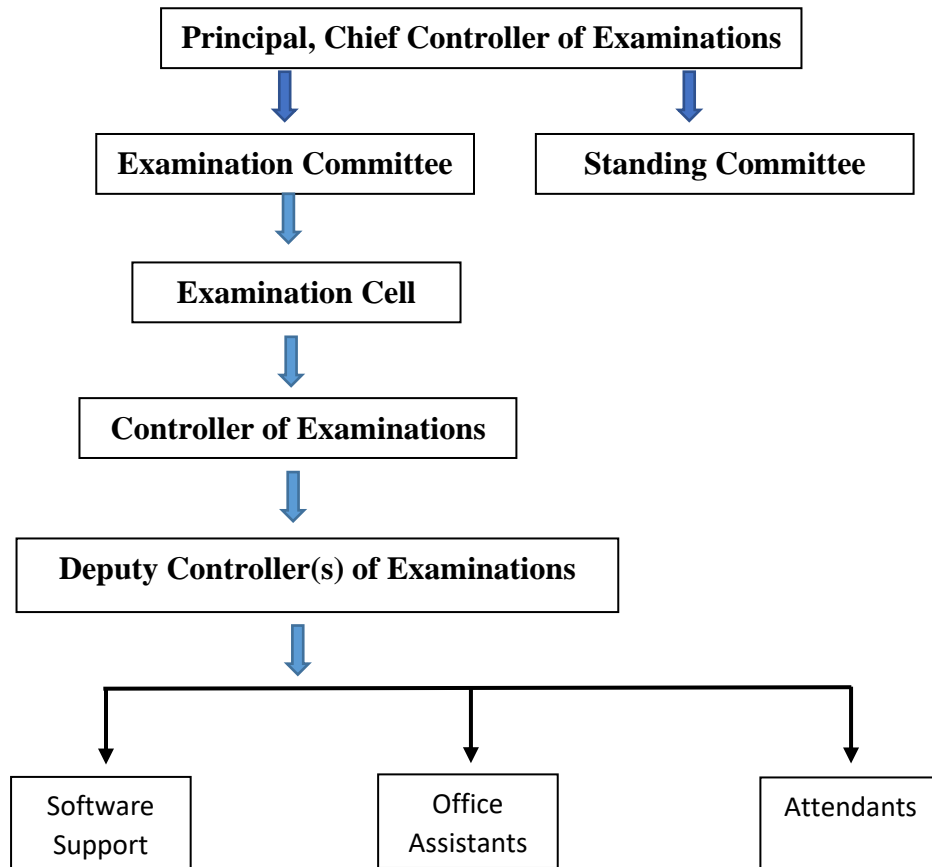 Principal, Chief Controller of Examinations
Examination Committee
Standing Committee
Examination Cell
Controller of Examinations
Deputy Controller(s) of Examinations
Software
Support
Office
Assistants
Attendants